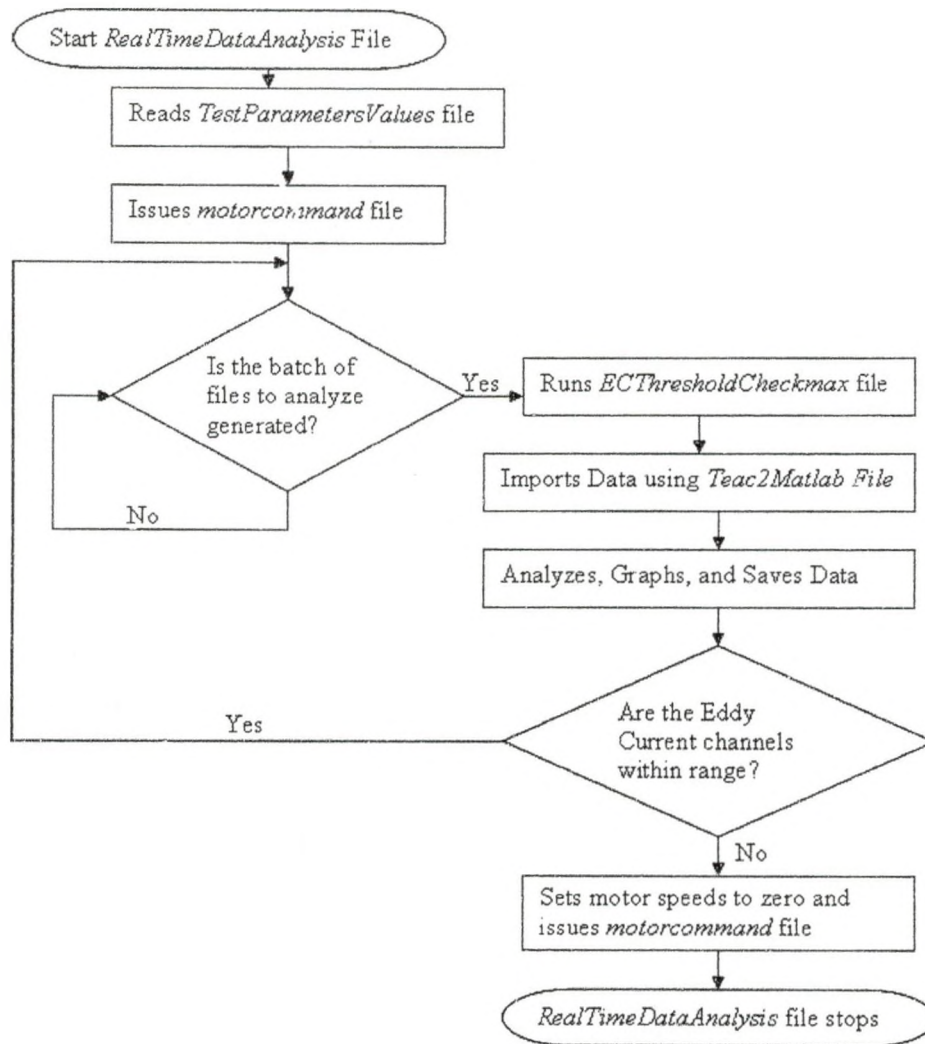 Start RealTimeDataAnalysis File
Reads TestParametersValues file
Issues motorcommand file
Is the batch of
files to analyze
generated?
Yes
No
Runs ECThresholdCheckmax file
Imports Data using Teac2Matlab File
Analyzes, Graphs, and Saves Data
Are the Eddy
Current channels
within range?
Yes
No
Sets motor speeds to zero and
issues motorcommand file
RealTimeDataAnalysis file stops